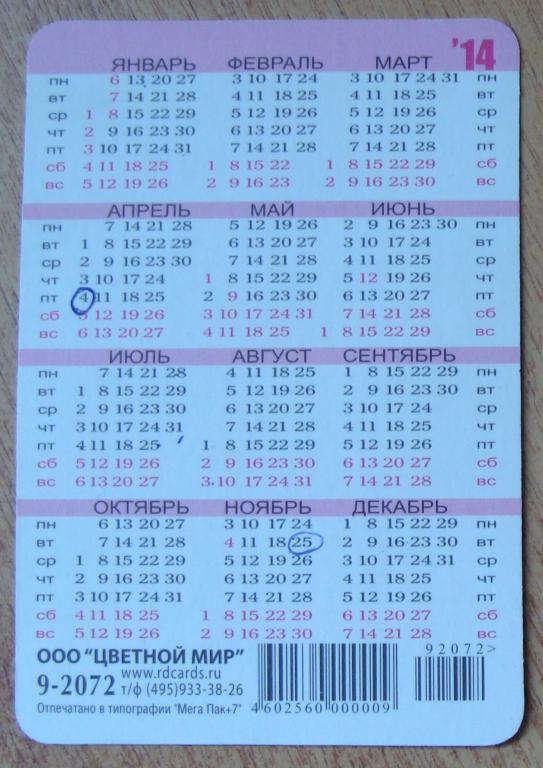 '14
ЯНВАРЬ ФЕВРАЛЬ МАРТ
пн 6 13 20 27 3 10 17 24 3 10 17 24 31 пн
вт 7 14 21 28 4 11 18 25 4 11 18 25 вт
ср 1 8 15 22 29 5 12 19 26 5 12 19 26 ср
чт 2 9 16 23 30 6 13 20 27 6 13 20 27 чт
пт 3 10 17 24 31 7 14 21 28 7 14 21 28 пт
сб 4 11 18 25 1 8 15 22 1 8 15 22 29 сб
вс 5 12 19 26 2 9 16 23 2 9 16 23 30 вс
АПРЕЛЬ МАЙ ИЮНЬ
пн 7 14 21 28 5 12 19 26 2 9 16 23 30 пн
вт 1 8 15 22 29 6 13 20 27 3 10 17 24 вт
ср 2 9 16 23 30 7 14 21 28 4 11 18 25 ср
чт 3 10 17 24 1 8 15 22 29 5 12 19 26 чт
пт 4 11 18 25 2 9 16 23 30 6 13 20 27 пт
сб 5 12 19 26 3 10 17 24 31 7 14 21 28 сб
вс 6 13 20 27 4 11 18 25 1 8 15 22 29 вс
ИЮЛЬ АВГУСТ СЕНТЯБРЬ
пн 7 14 21 28 4 11 18 25 1 8 15 22 29 пн
вт 1 8 15 22 29 5 12 19 26 2 9 16 23 30 вт
ср 2 9 16 23 30 6 13 20 27 3 10 17 24 ср
чт 3 10 17 24 31 7 14 21 28 4 11 18 25 чт
пт 4 11 18 25 1 8 15 22 29 5 12 19 26 пт
сб 5 12 19 26 2 9 16 23 30 6 13 20 27 сб
вс 6 13 20 27 3 10 17 24 31 7 14 21 28 вс
ОКТЯБРЬ НОЯБРЬ ДЕКАБРЬ
пн 6 13 20 27 3 10 17 24 1 8 15 22 29 пн
вт 7 14 21 28 4 11 18 25 2 9 16 23 30 вт
ср 1 8 15 22 29 5 12 19 26 3 10 17 24 31 ср
чт 2 9 16 23 30 6 13 20 27 4 11 18 25 чт
пт 3 10 17 24 31 7 14 21 28 5 12 19 26 пт
сб 4 11 18 25 1 8 15 22 29 6 13 20 27 сб
вс 5 12 19 26 2 9 16 23 30 7 14 21 28 вс
ООО "ЦВЕТНОЙ МИР"
www.rdcards.ru
9-2072 т/ф (495)933-38-26
Отпечатано в типографии "Мега Пак+7"
4 602560 000009
92072>